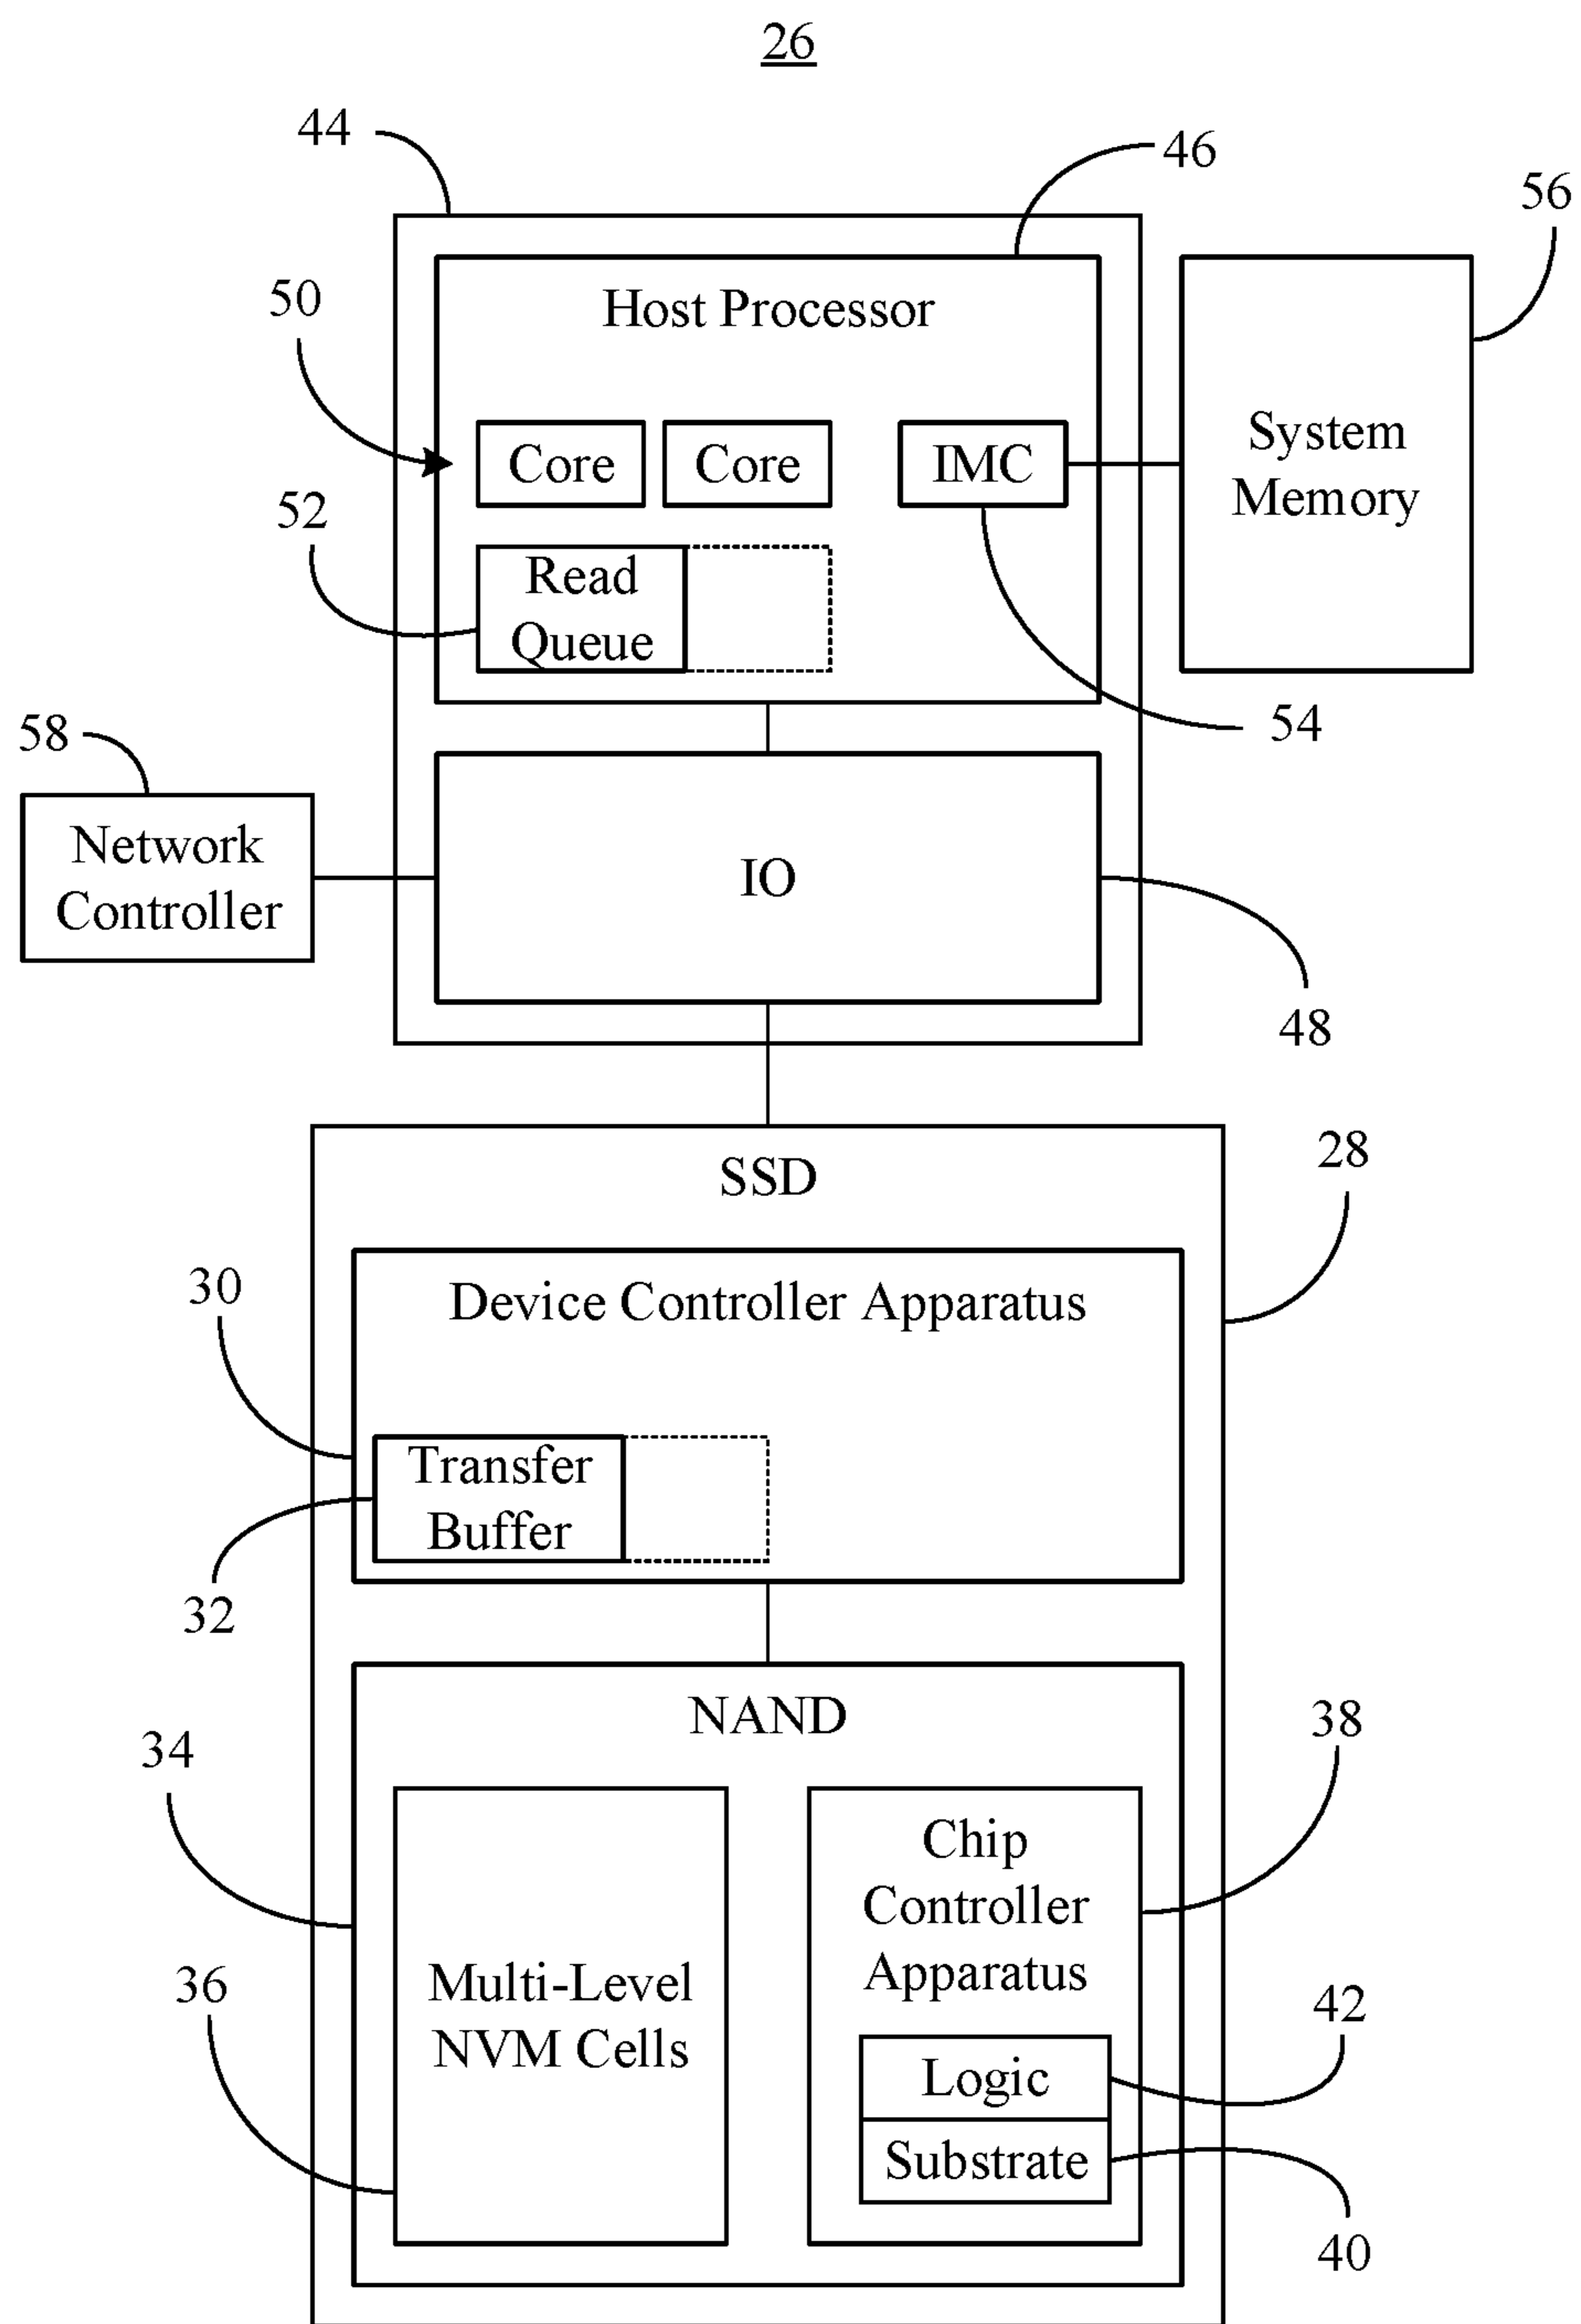 26
44
46
56
50
Host Processor
Core
Core
IMC
System
Memory
52
Read
Queue
54
58
Network
Controller
IO
48
SSD
28
30
Device Controller Apparatus
Transfer
Buffer
32
NAND
34
38
Chip
Controller
Apparatus
36
Multi-Level
NVM Cells
42
Logic
Substrate
40